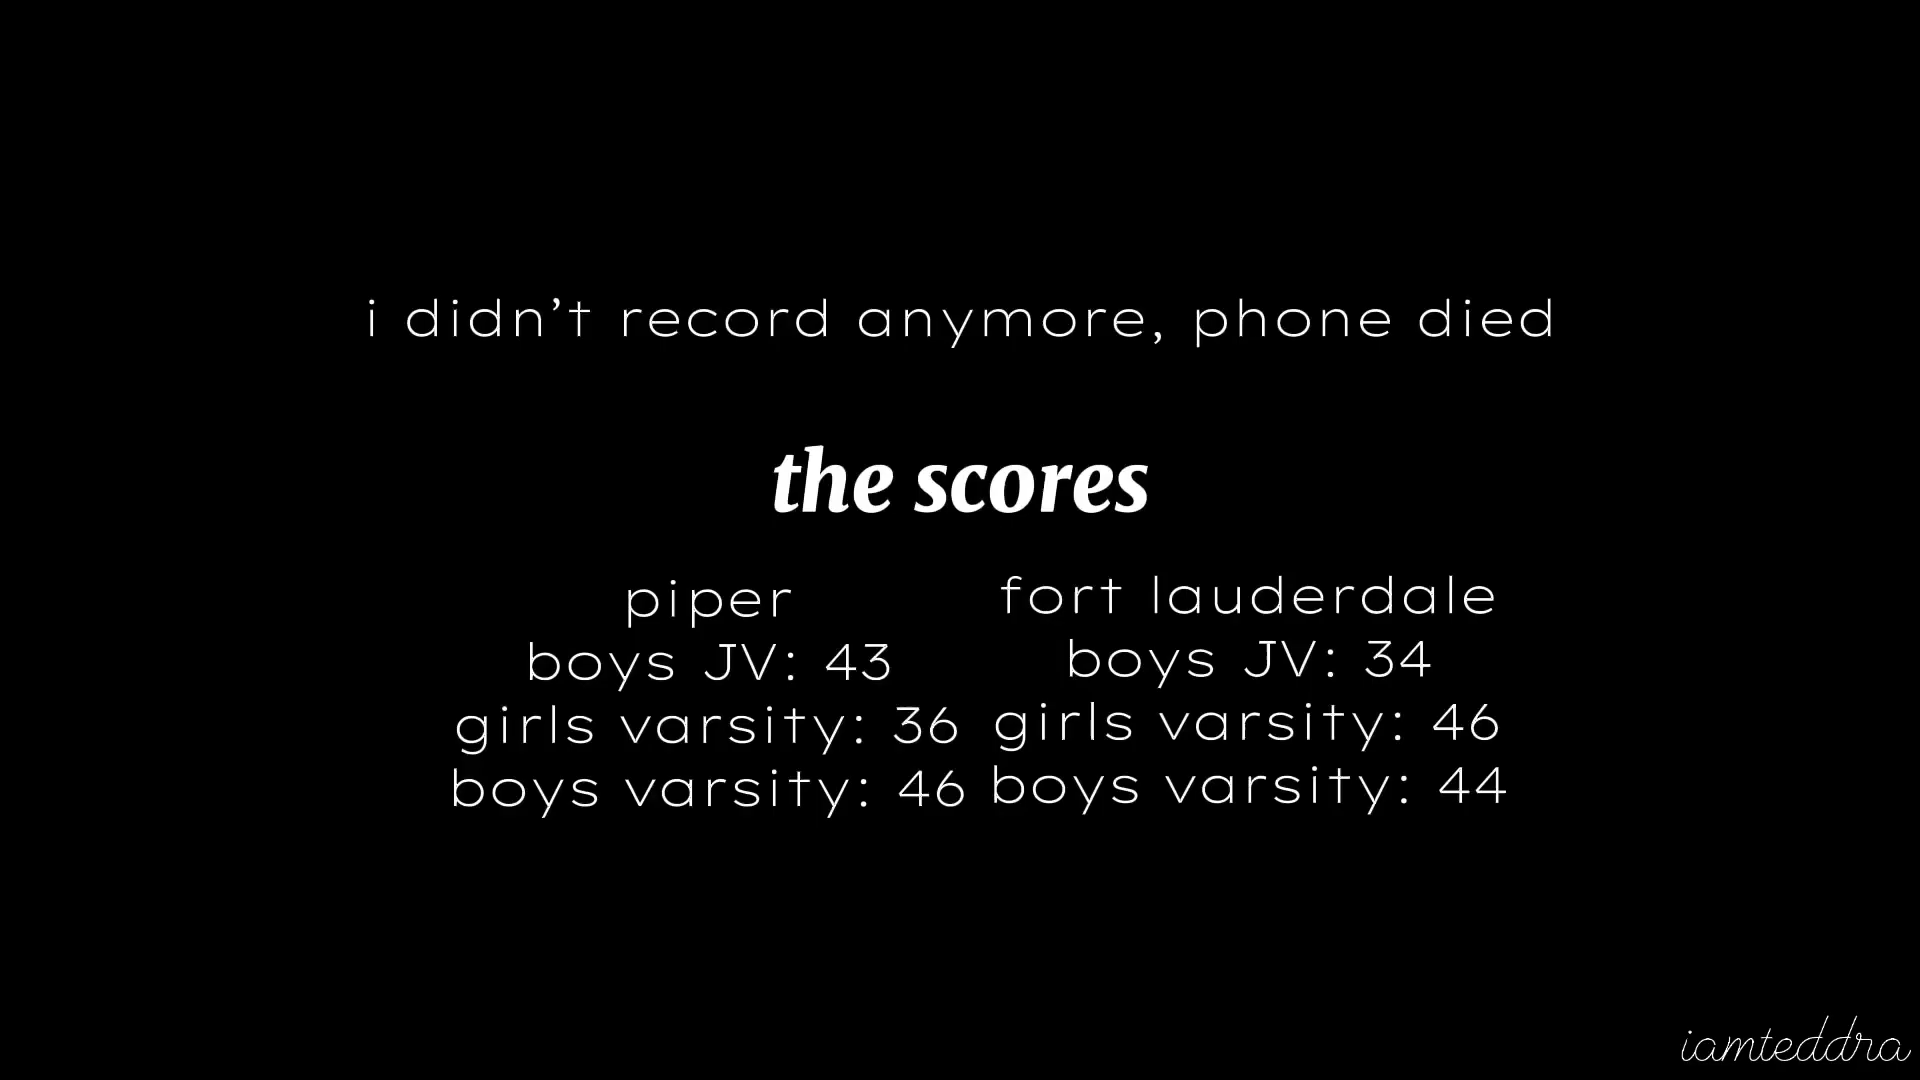 i didn’t record anymore, phone died
the scores
piper
boys JV: 43
girls varsity: 36
boys varsity: 46
fort lauderdale
boys JV: 34
girls varsity: 46
boys varsity: 44
iamteddra